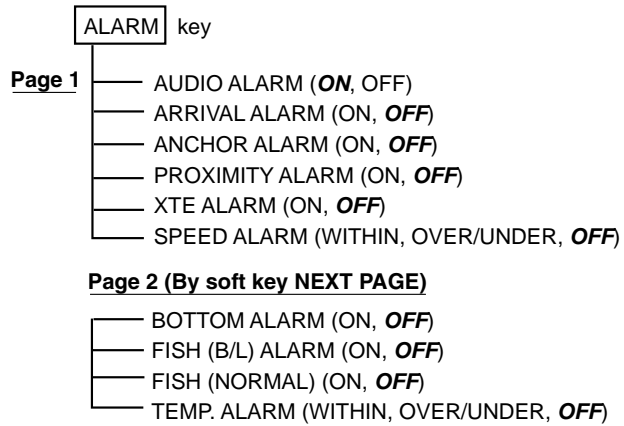 ALARM key
Page 1
AUDIO ALARM (ON, OFF)
ARRIVAL ALARM (ON, OFF)
ANCHOR ALARM (ON, OFF)
PROXIMITY ALARM (ON, OFF)
XTE ALARM (ON, OFF)
SPEED ALARM (WITHIN, OVER/UNDER, OFF)
Page 2 (By soft key NEXT PAGE)
BOTTOM ALARM (ON, OFF)
FISH (B/L) ALARM (ON, OFF)
FISH (NORMAL) (ON, OFF)
TEMP. ALARM (WITHIN, OVER/UNDER, OFF)